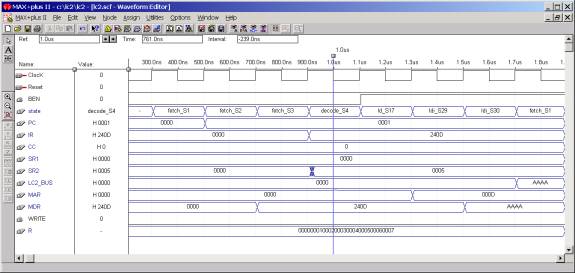 MAX+plus II - c:\lc2\lc2 - [lc2.scf - Waveform Editor]
MAX+plus II File Edit View Node Assign Utilities Options Window Help
Ref: 1.0us Time: 761.0ns Interval: -239.0ns
1.0us
Name: Value: 300.0ns 400.0ns 500.0ns 600.0ns 700.0ns 800.0ns 900.0ns 1.0us 1.1us 1.2us 1.3us 1.4us 1.5us 1.6us 1.7us 1.8us
ClocK 0
Reset 0
BEN 0
state decode_S4 - fetch_S1 fetch_S2 fetch_S3 decode_S4 ld_S17 ldi_S29 ldi_S30 fetch_S1
PC H 0001 0000 0001
IR H 240D 0000 240D
CC H 0 0
SR1 H 0000 0000
SR2 H 0005 0000 0005
LC2_BUS H 0000 0000 AAAA
MAR H 0000 0000 000D
MDR H 240D 0000 240D AAAA
WRITE 0
R -